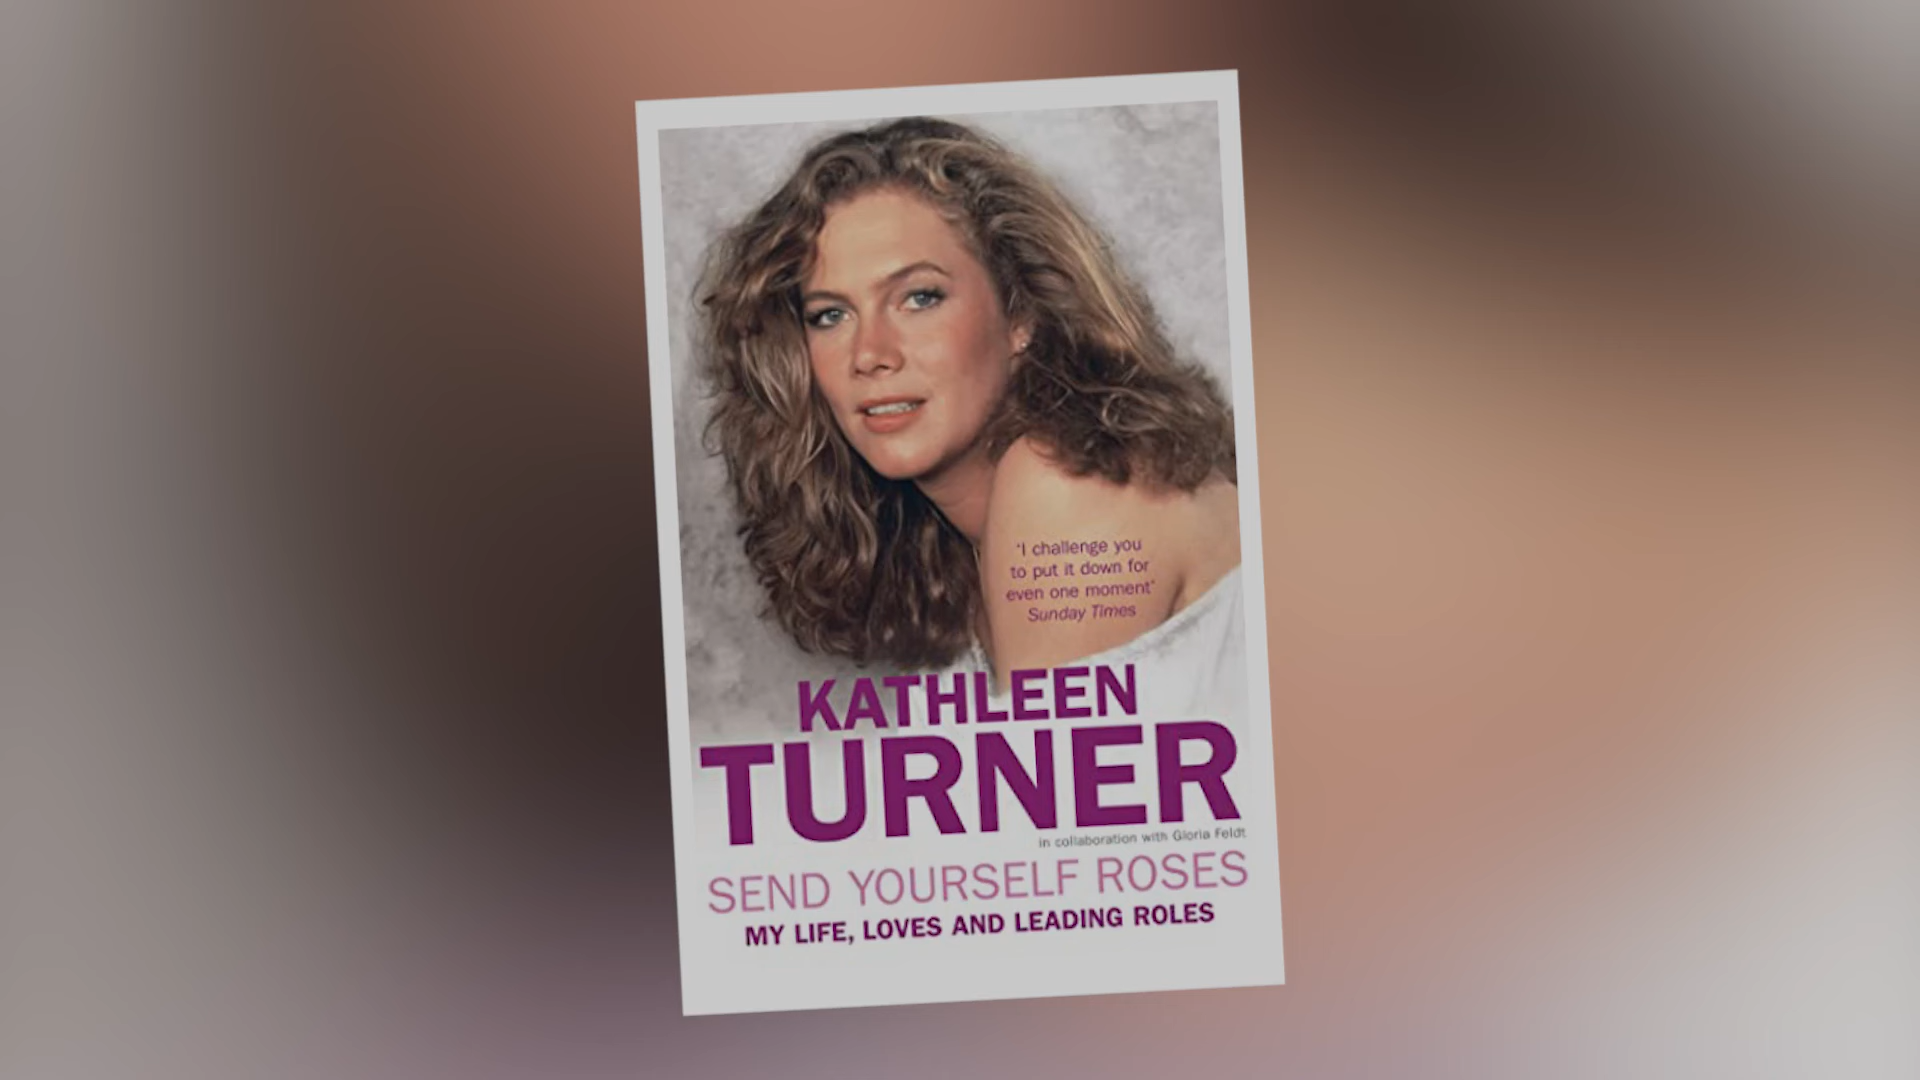 'I challenge you
to put it down for
even one moment'
Sunday Times
KATHLEEN
TURNER
in collaboration with Gloria Feldt
SEND YOURSELF ROSES
MY LIFE, LOVES AND LEADING ROLES